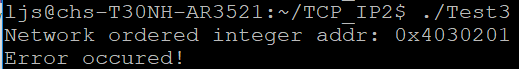 ljs@chs-T30NH-AR3521:~/TCP_IP2$ ./Test3
Network ordered integer addr: 0x4030201
Error occured!